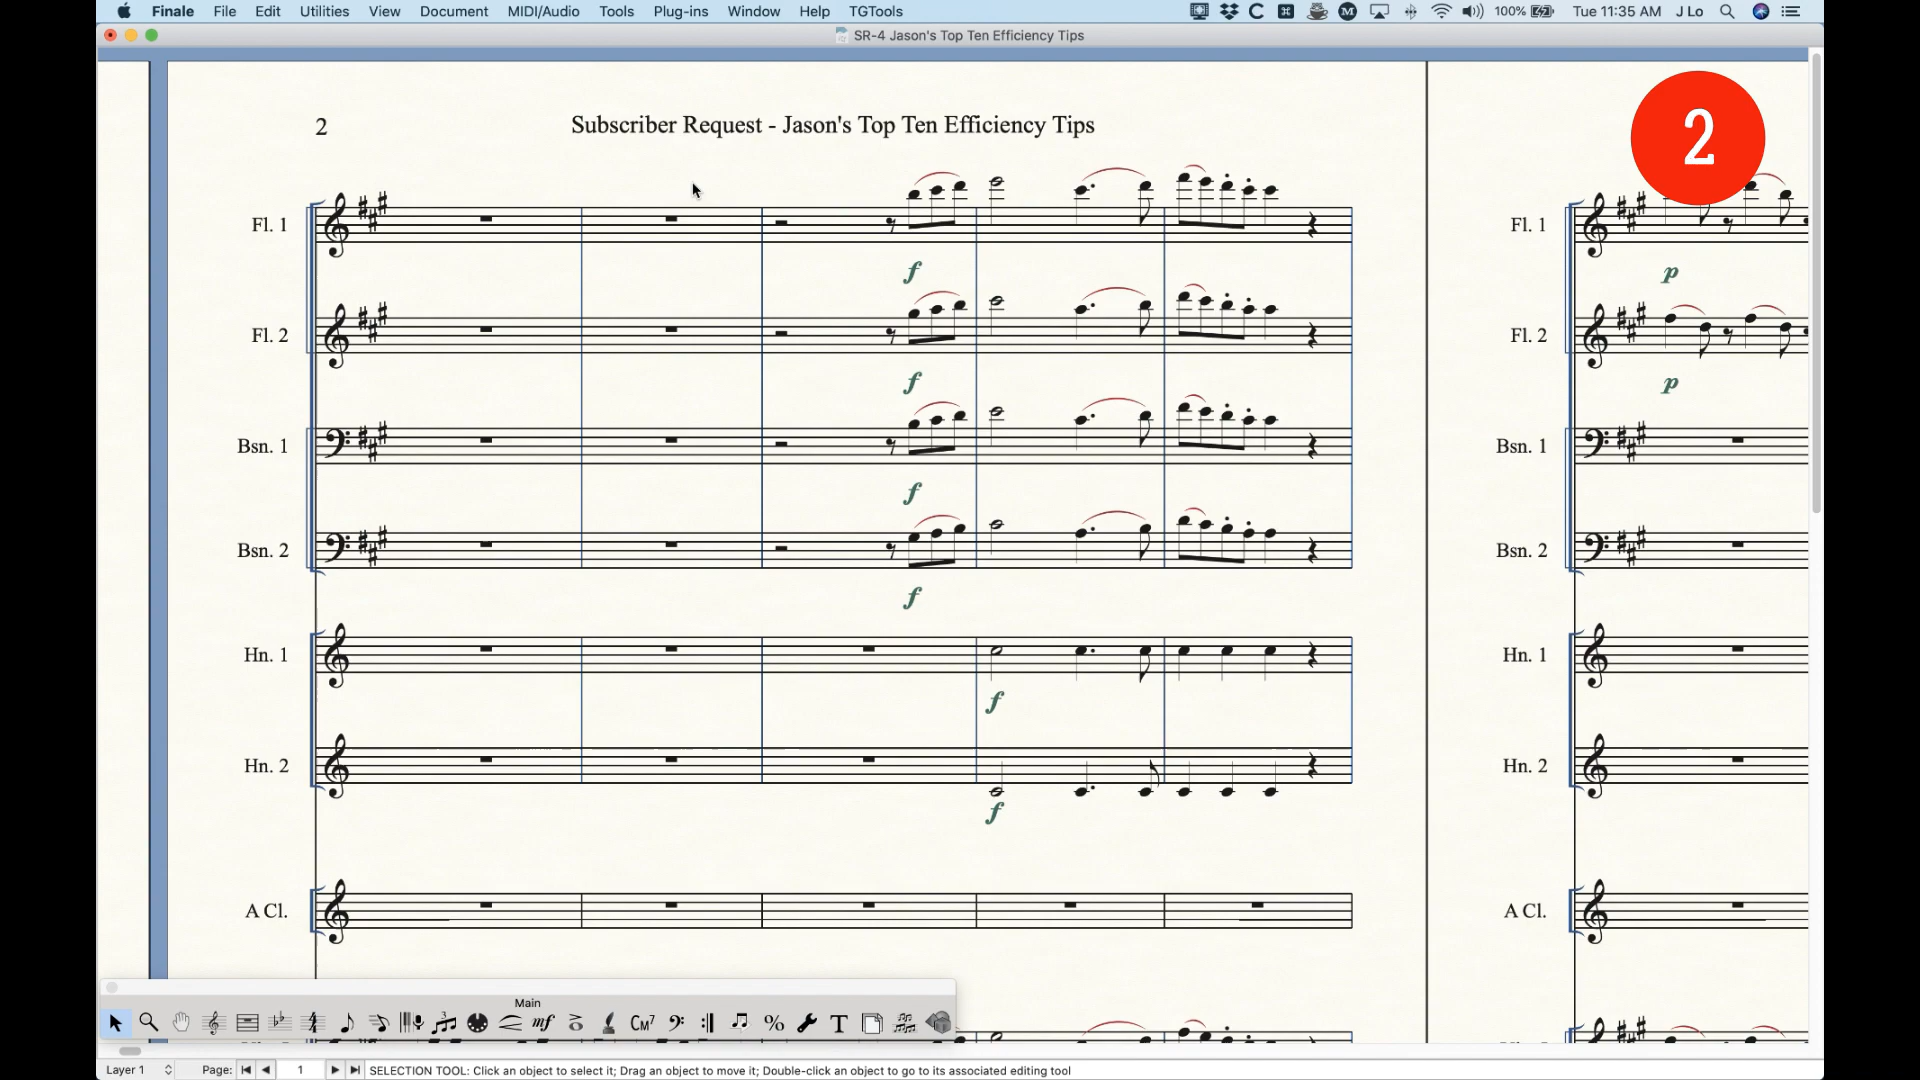 Finale File Edit Utilities View Document MIDI/Audio Tools Plug-ins Window Help TGTools 100% Tue 11:35 AM J Lo
SR-4 Jason's Top Ten Efficiency Tips
2 Subscriber Request - Jason's Top Ten Efficiency Tips
2
Fl. 1 Fl. 1
f p
Fl. 2 Fl. 2
f p
Bsn. 1 Bsn. 1
f
Bsn. 2 Bsn. 2
f
Hn. 1 Hn. 1
f
Hn. 2 Hn. 2
f
A Cl. A Cl.
Main
mf CM7 % T
Layer 1 Page: 1 SELECTION TOOL: Click an object to select it; Drag an object to move it; Double-click an object to go to its associated editing tool